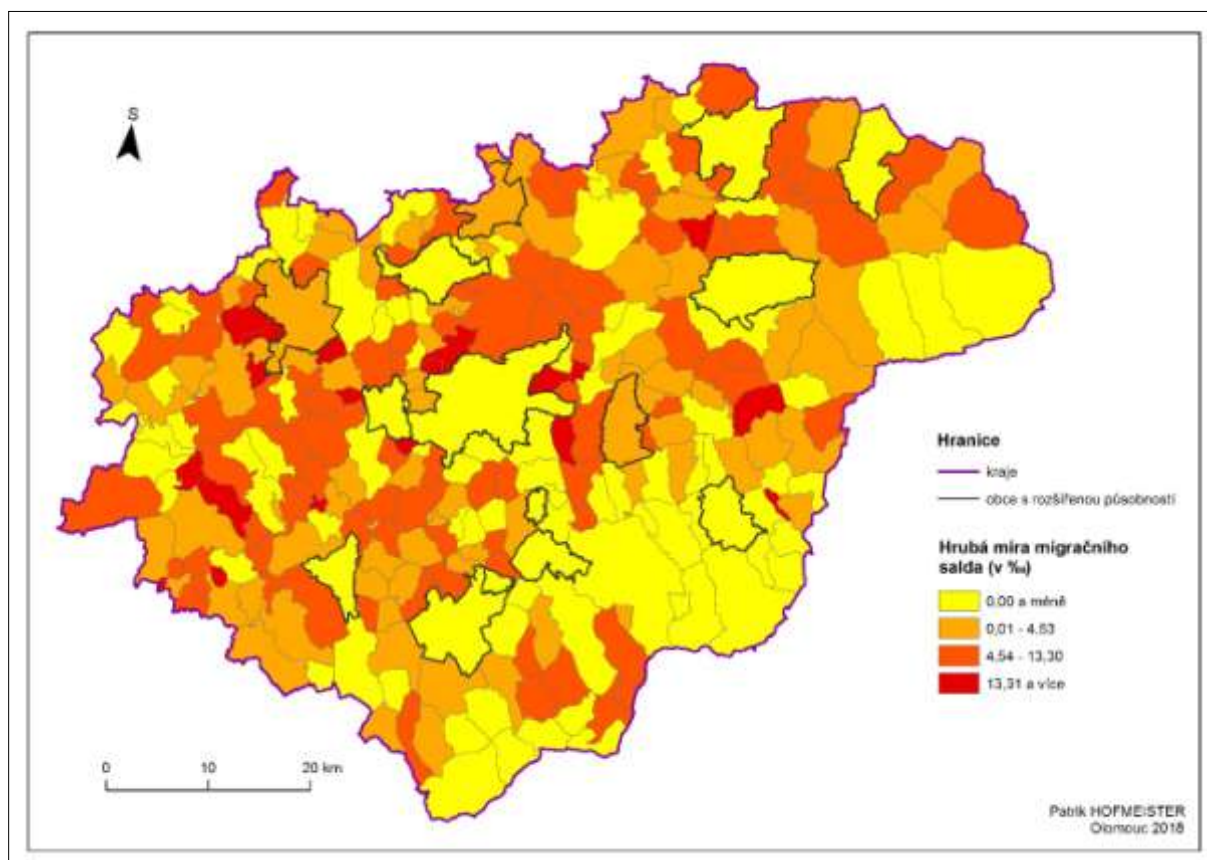 S
Hranice
kraje
obce s rozšířenou působností
Hrubá míra migračního
salda (v ‰)
0,00 a méně
0,01 - 4,53
4,54 - 13,30
13,31 a více
0 10 20 km
Patrik HOFMEISTER
Olomouc 2018